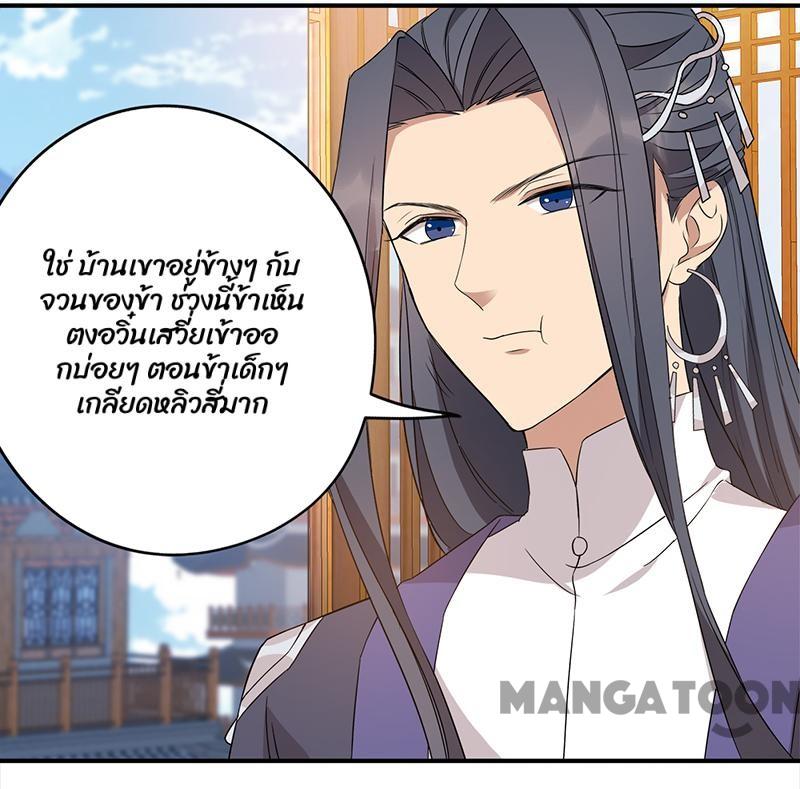 ใช่ บ้านเขาอยู่ข้างๆ กับ
จวนของข้า ช่วงนี้ข้าเห็น
ตงอวิ๋นเสวี่ยเข้าออ
กบ่อยๆ ตอนข้าเด็กๆ
เกลียดหลิวสี่มาก
MANGATOON